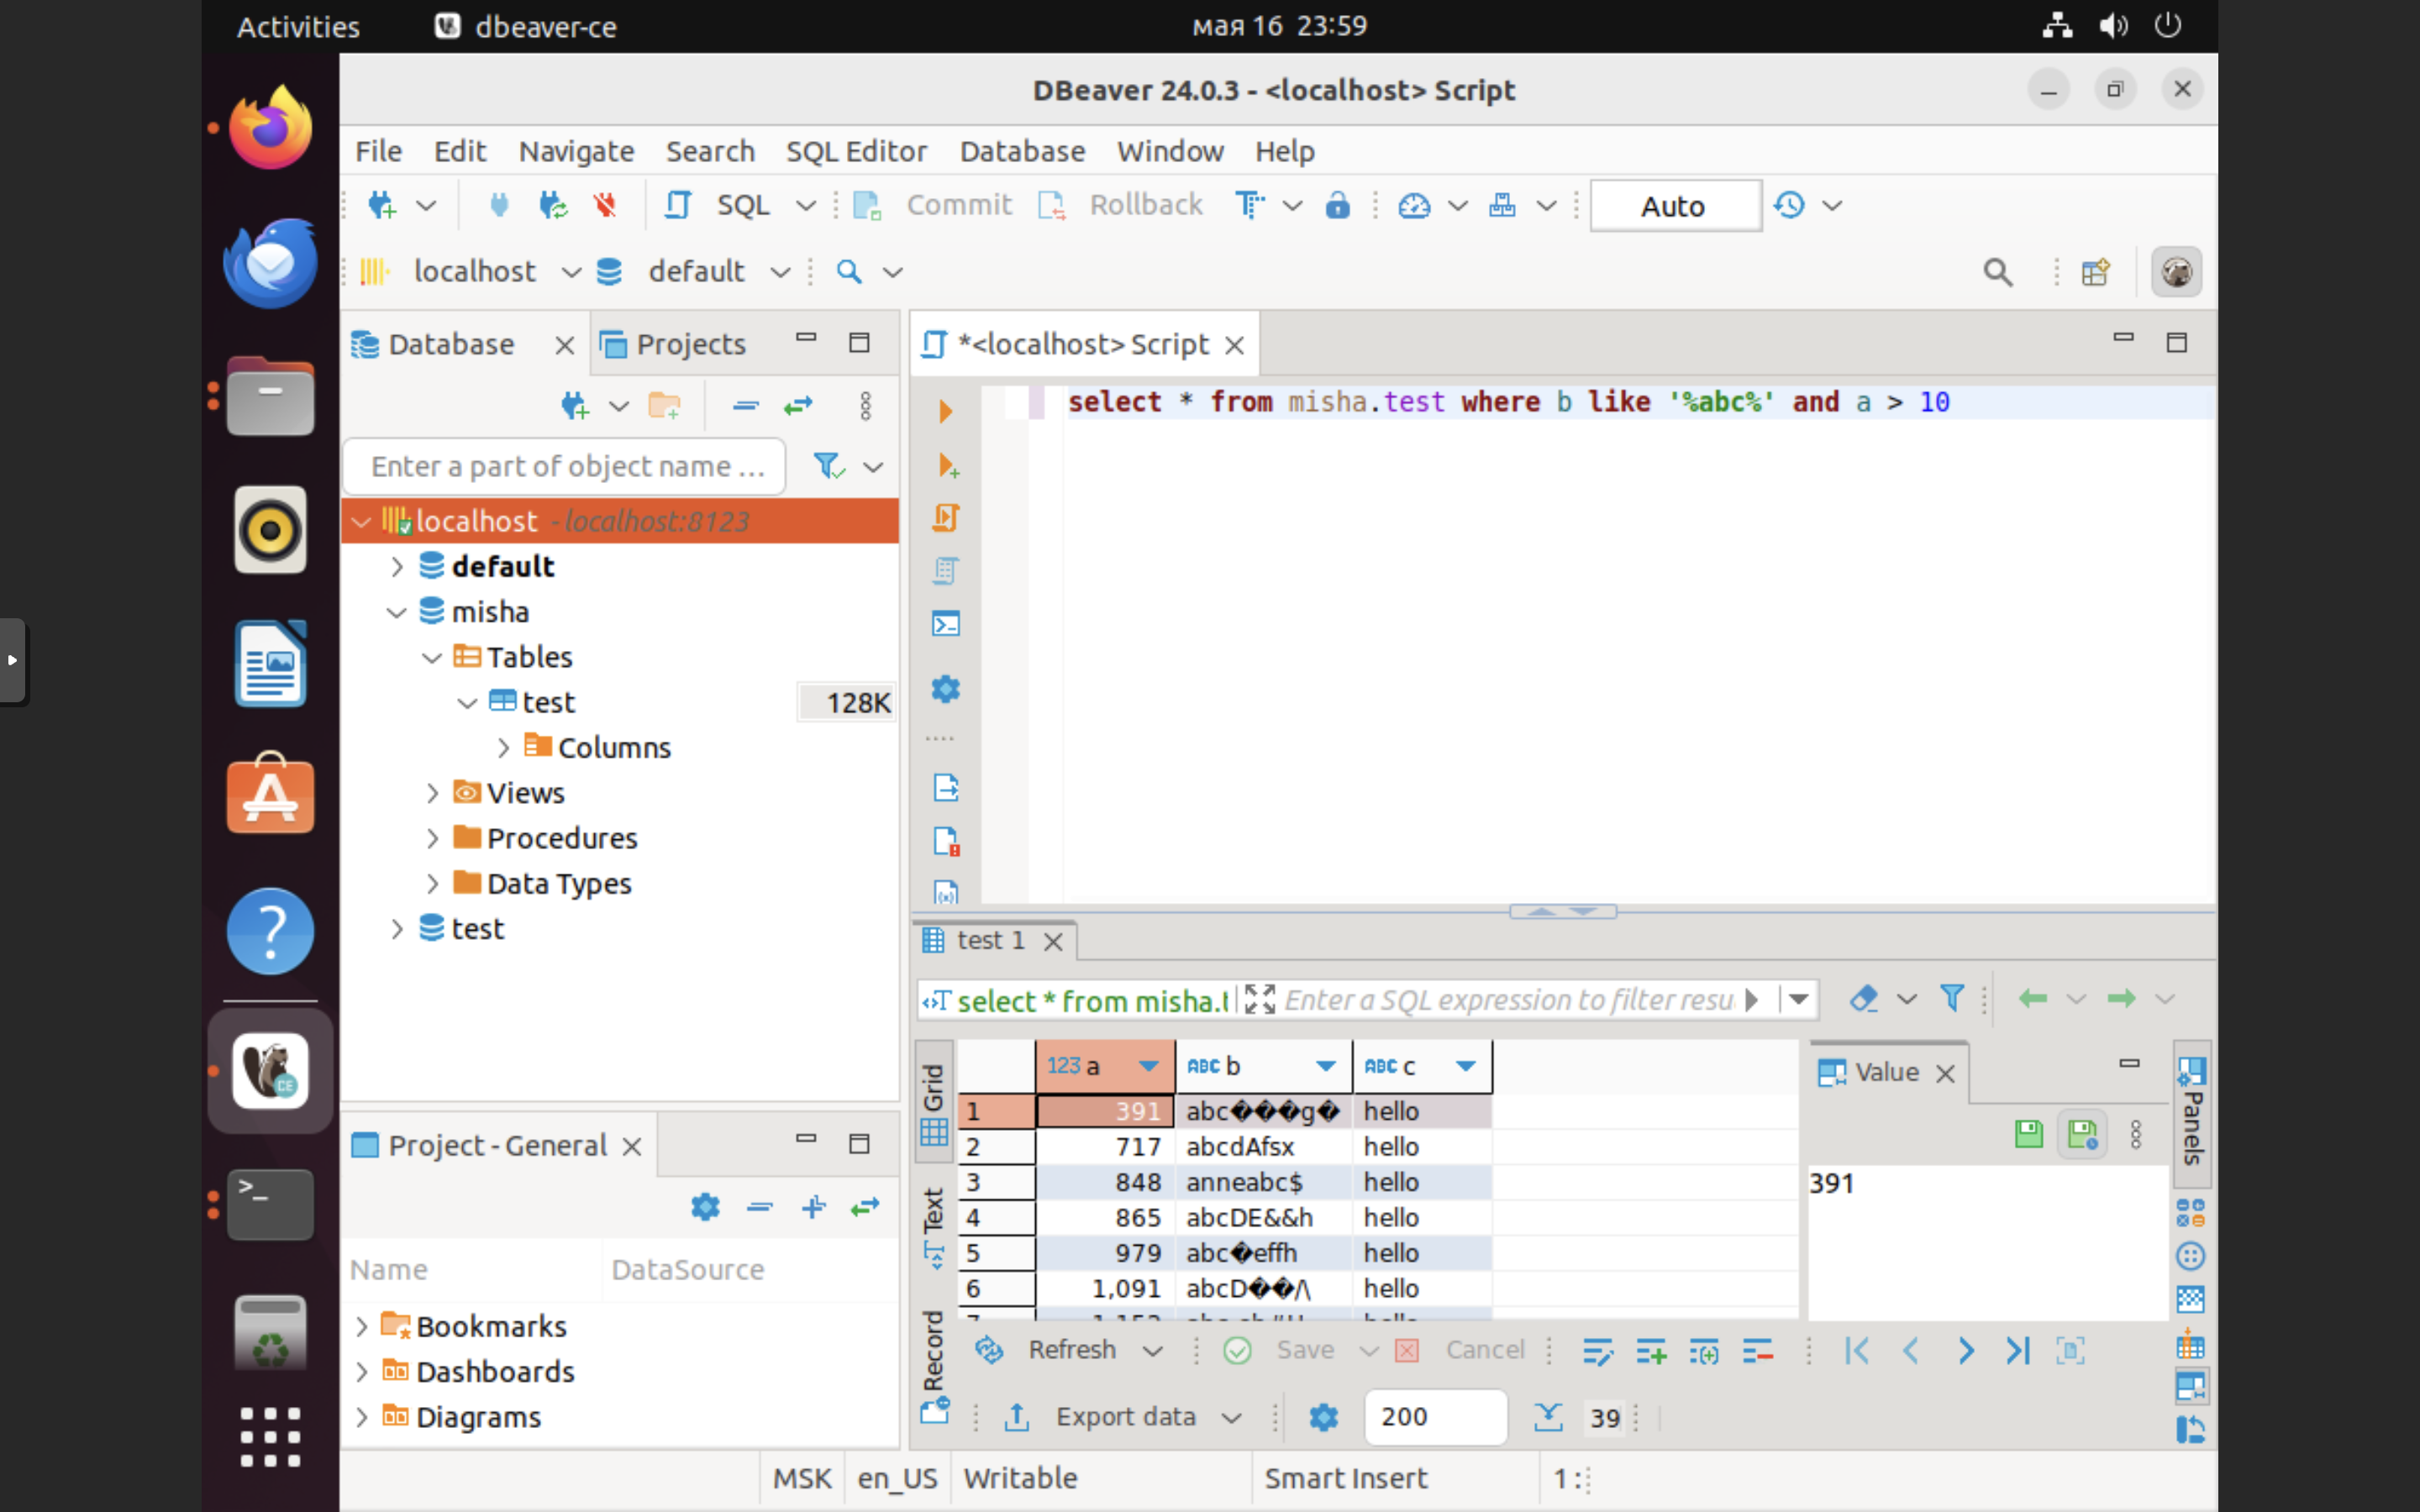 Activities dbeaver-ce мая 16 23:59
DBeaver 24.0.3 - <localhost> Script
File Edit Navigate Search SQL Editor Database Window Help
SQL Commit Rollback Auto
localhost default
Database Projects
Enter a part of object name ...
localhost - localhost:8123
default
misha
Tables
test 128K
Columns
Views
Procedures
Data Types
test
Project - General
Name DataSource
Bookmarks
Dashboards
Diagrams
*<localhost> Script
select * from misha.test where b like '%abc%' and a > 10
test 1
select * from misha.t Enter a SQL expression to filter resu
Grid
Text
Record
123 a ABC b ABC c
1 391 abc���g� hello
2 717 abcdAfsx hello
3 848 anneabc$ hello
4 865 abcDE&&h hello
5 979 abc�effh hello
6 1,091 abcD��/\ hello
Value
391
Panels
Refresh Save Cancel
Export data 200 39
MSK en_US Writable Smart Insert 1 :